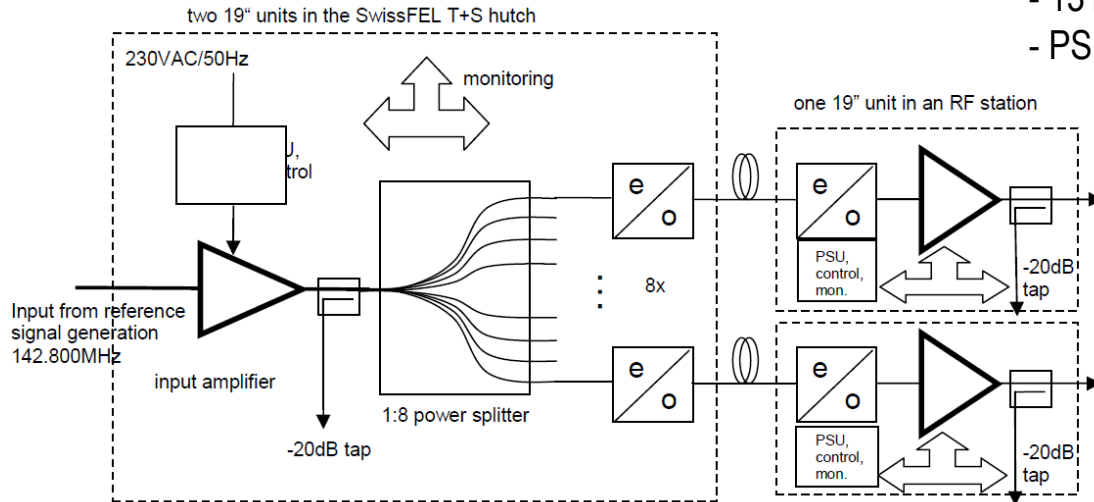 two 19“ units in the SwissFEL T+S hutch
- PS
230VAC/50Hz
monitoring
one 19” unit in an RF station
e
o
e
o
PSU,
control,
mon.
-20dB
tap
8x
Input from reference
signal generation
142.800MHz
input amplifier
1:8 power splitter
-20dB tap
e
o
e
o
PSU,
control,
mon.
-20dB
tap